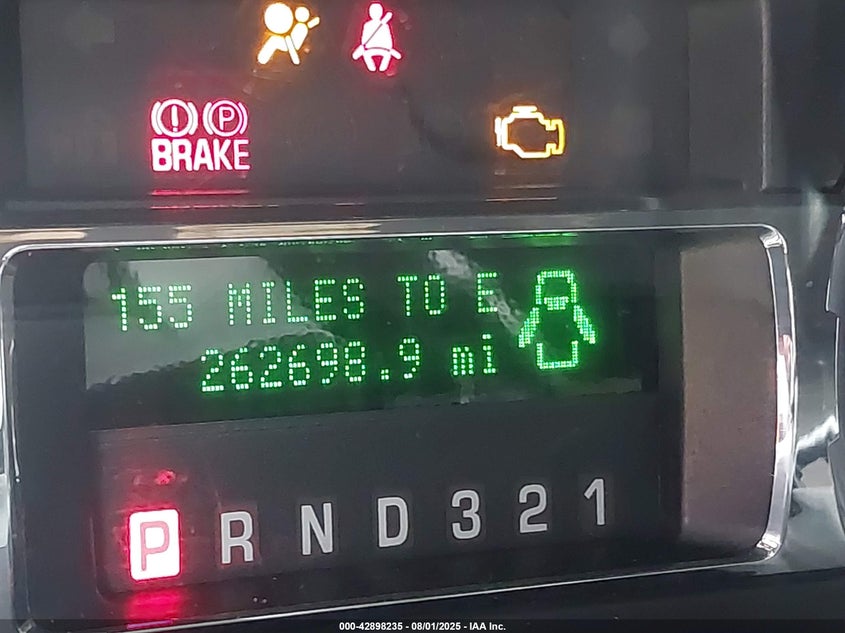 P
BRAKE
155 MILES TO E
262698.9 mi
P R N D 3 2 1
000-42898235 - 08/01/2025 - IAA Inc.